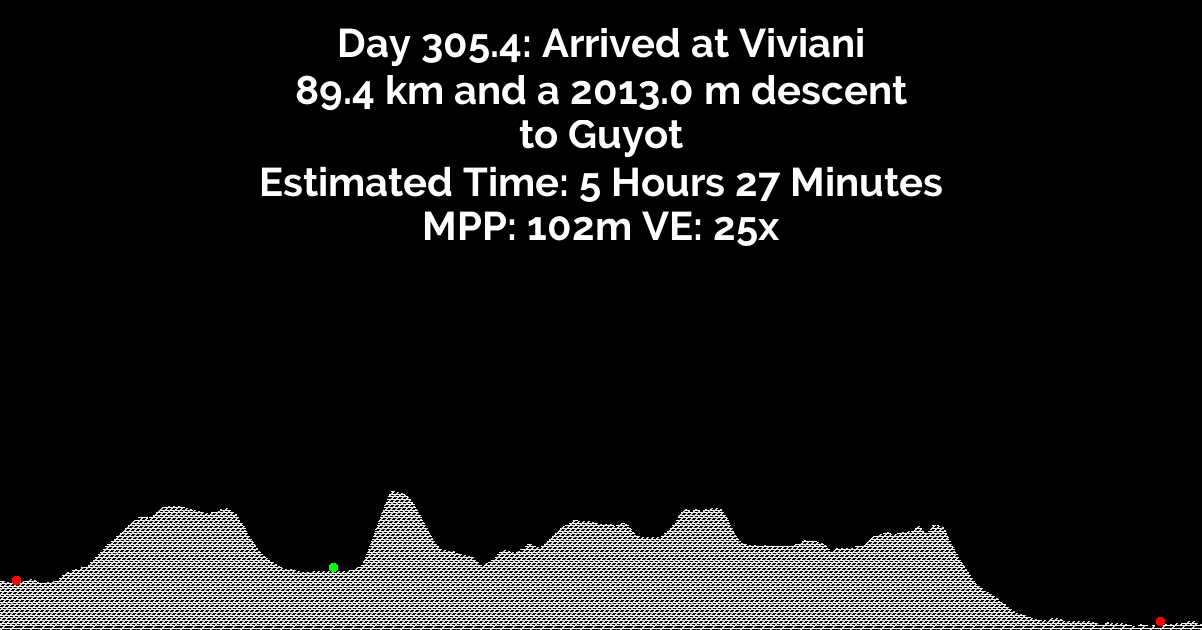 Day 305.4: Arrived at Viviani
89.4 km and a 2013.0 m descent
to Guyot
Estimated Time: 5 Hours 27 Minutes
MPP: 102m VE: 25x